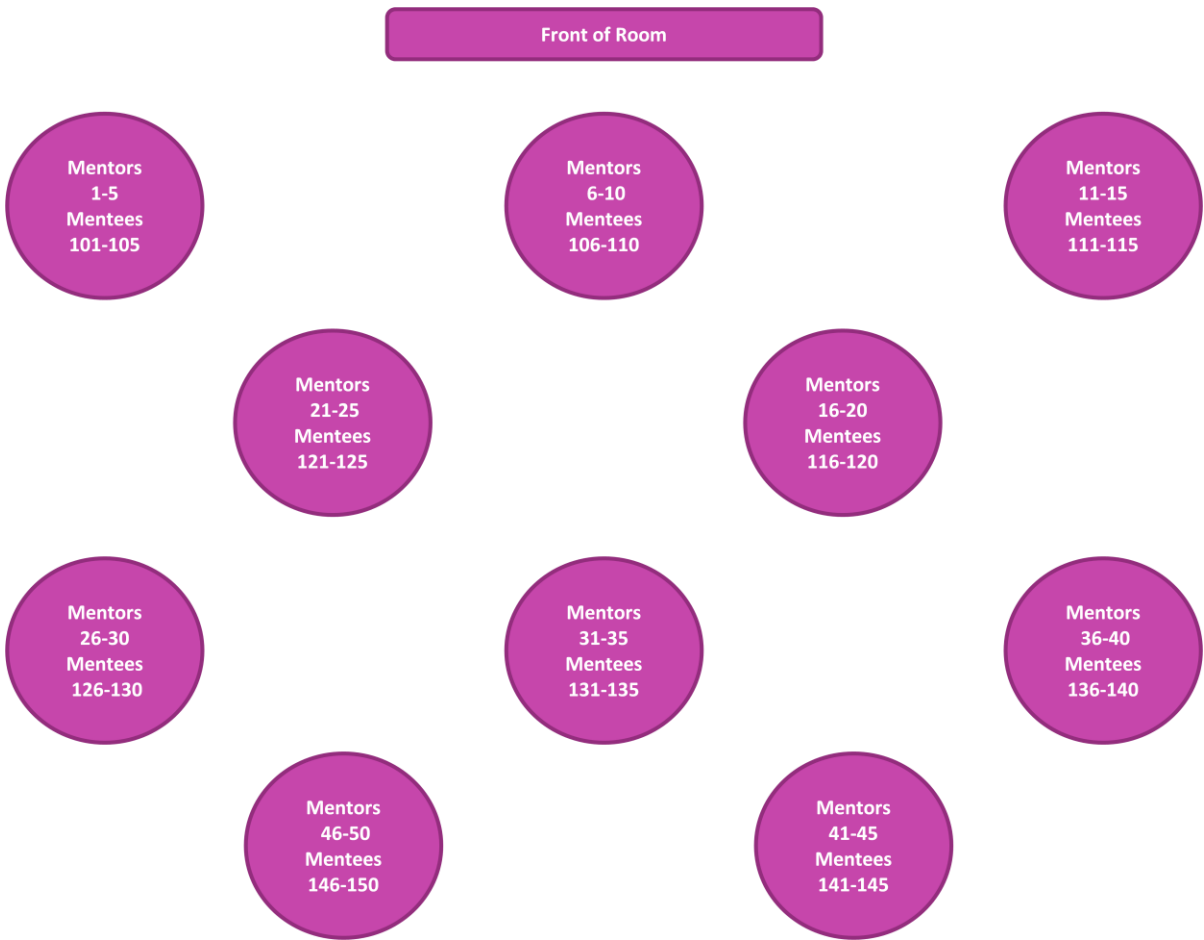 Front of Room
Mentors
1-5
Mentees
101-105
Mentors
6-10
Mentees
106-110
Mentors
11-15
Mentees
111-115
Mentors
21-25
Mentees
121-125
Mentors
16-20
Mentees
116-120
Mentors
26-30
Mentees
126-130
Mentors
31-35
Mentees
131-135
Mentors
36-40
Mentees
136-140
Mentors
46-50
Mentees
146-150
Mentors
41-45
Mentees
141-145